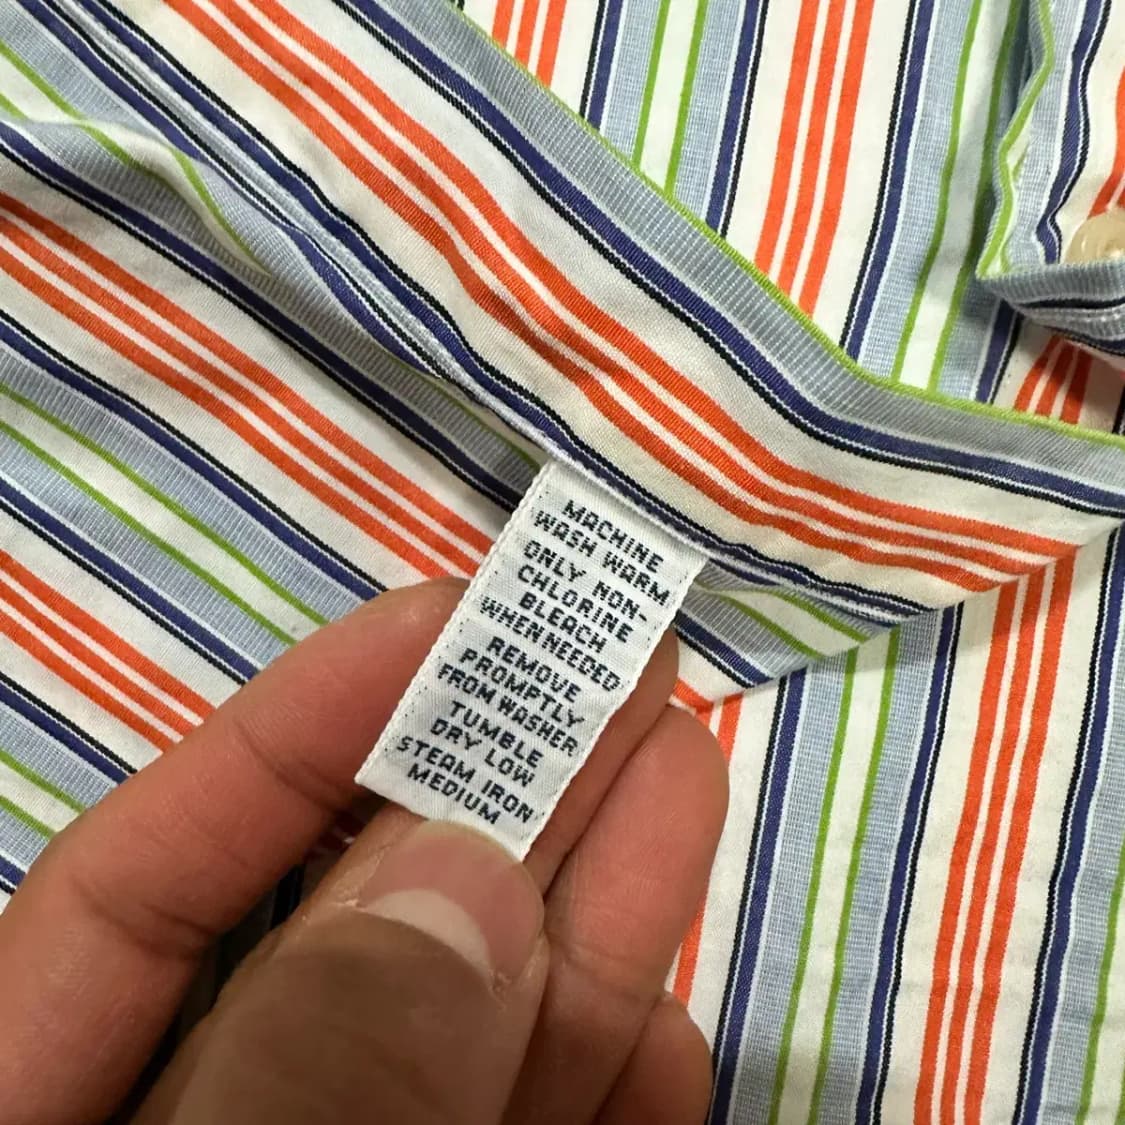 MACHINE
WASH WARM
ONLY NON-
CHLORINE
BLEACH
WHEN NEEDED
REMOVE
PROMPTLY
FROM WASHER
TUMBLE
DRY LOW
STEAM IRON
MEDIUM